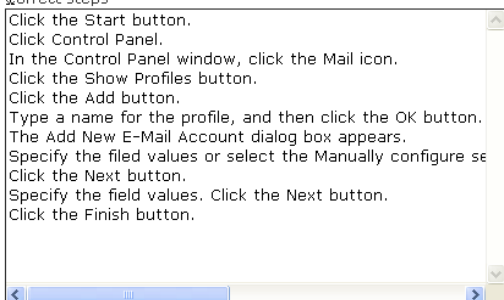 Correct steps
Click the Start button.
Click Control Panel.
In the Control Panel window, click the Mail icon.
Click the Show Profiles button.
Click the Add button.
Type a name for the profile, and then click the OK button.
The Add New E-Mail Account dialog box appears.
Specify the filed values or select the Manually configure se
Click the Next button.
Specify the field values. Click the Next button.
Click the Finish button.